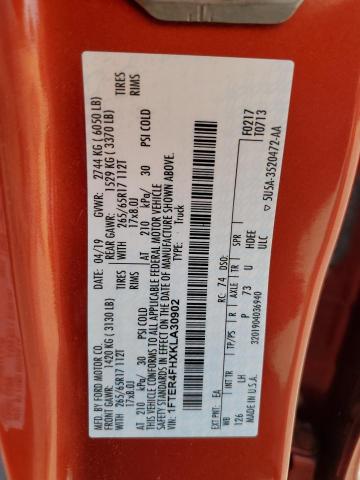 MFD. BY FORD MOTOR CO.
DATE: 04/19 GVWR: 2744 KG ( 6050 LB)
FRONT GAWR: 1420 KG ( 3130 LB) REAR GAWR: 1529 KG ( 3370 LB)
265/65R17 112T TIRES WITH 265/65R17 112T TIRES
17x8.0J RIMS 17x8.0J RIMS
AT 210 kPa/ 30 PSI COLD AT 210 kPa/ 30 PSI COLD
THIS VEHICLE CONFORMS TO ALL APPLICABLE FEDERAL MOTOR VEHICLE
SAFETY STANDARDS IN EFFECT ON THE DATE OF MANUFACTURE SHOWN ABOVE.
VIN: 1FTER4FHXKLA30902
Truck
F0217
T0713
EXT PNT: EA RC: 74 DSO:
WB INT TR TP/PS R AXLE TR SPR
126 LH P 73 U HDEE
ULC
MADE IN U.S.A. 3201904036940 5U5A-3520472-AA